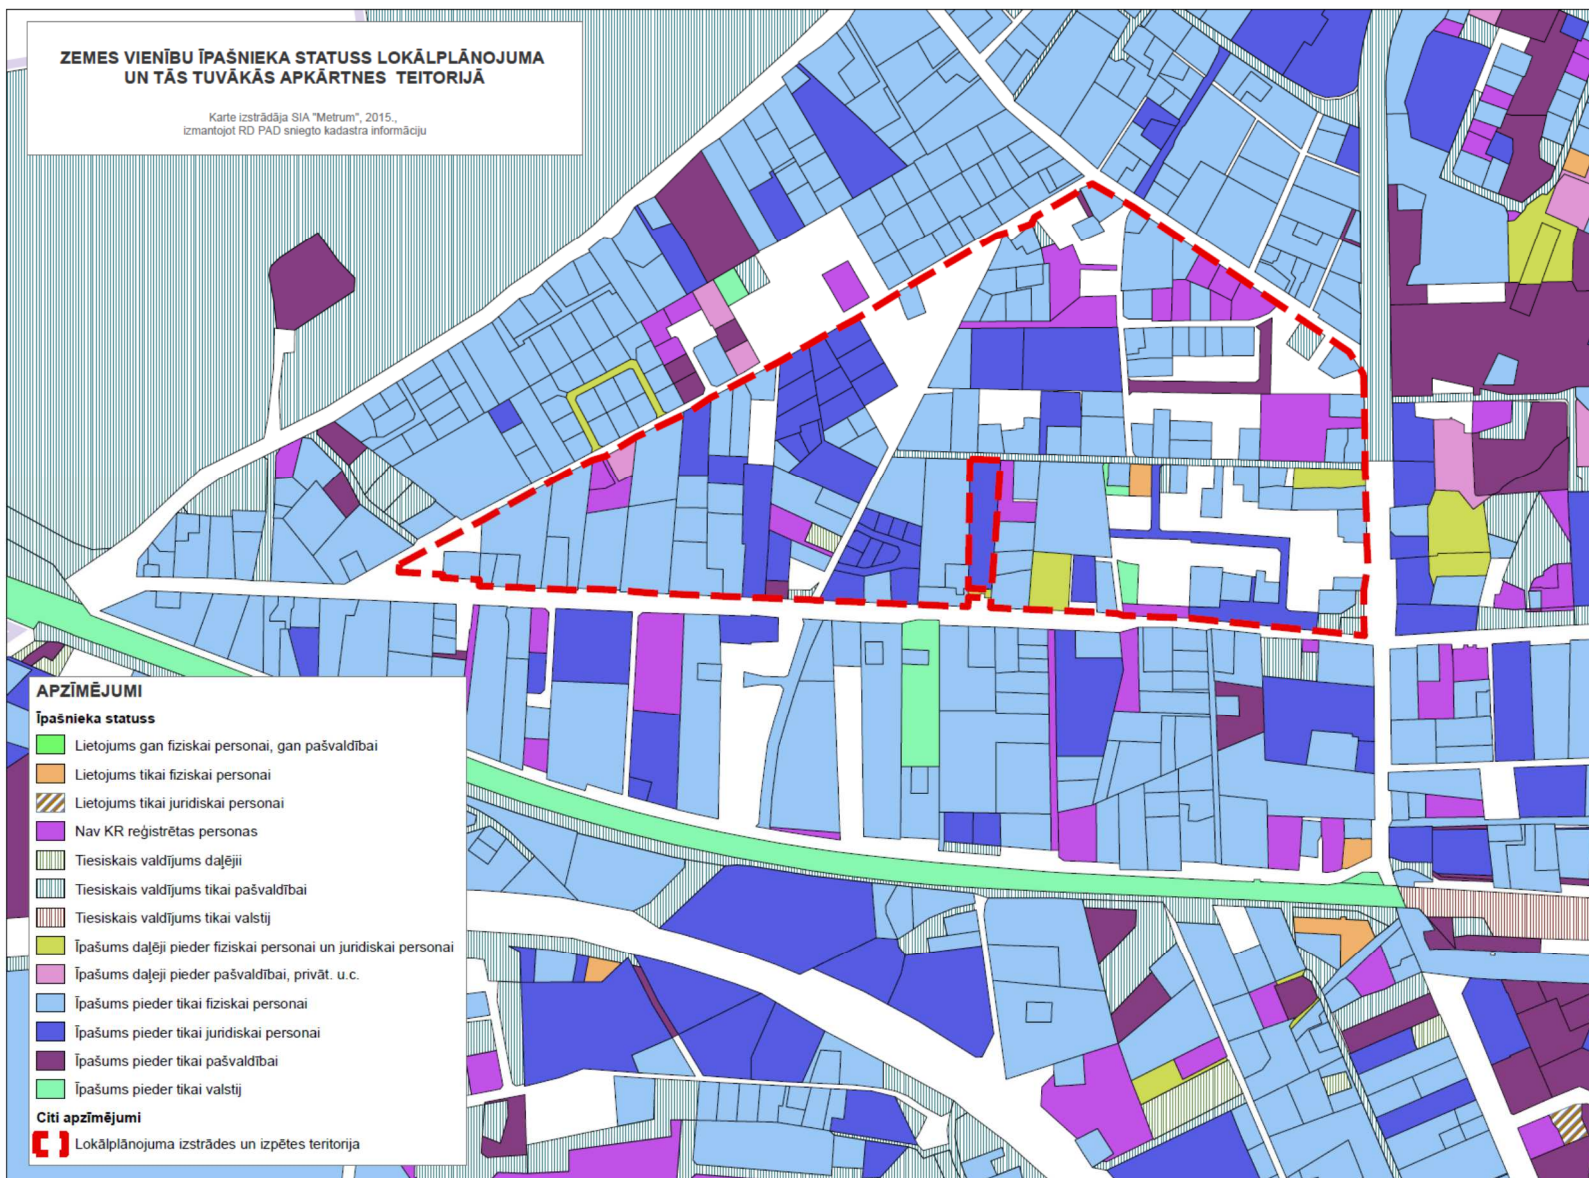 ZEMES VIENĪBU ĪPAŠNIEKA STATUSS LOKĀLPLĀNOJUMA
UN TĀS TUVĀKĀS APKĀRTNES TEITORIJĀ
Karte izstrādāja SIA "Metrum", 2015.,
izmantojot RD PAD sniegto kadastra informāciju
APZĪMĒJUMI
Īpašnieka statuss
Lietojums gan fiziskai personai, gan pašvaldībai
Lietojums tikai fiziskai personai
Lietojums tikai juridiskai personai
Nav KR reģistrētas personas
Tiesiskais valdījums daļējii
Tiesiskais valdījums tikai pašvaldībai
Tiesiskais valdījums tikai valstij
Īpašums daļēji pieder fiziskai personai un juridiskai personai
Īpašums daļeji pieder pašvaldībai, privāt. u.c.
Īpašums pieder tikai fiziskai personai
Īpašums pieder tikai juridiskai personai
Īpašums pieder tikai pašvaldībai
Īpašums pieder tikai valstij
Citi apzīmējumi
Lokālplānojuma izstrādes un izpētes teritorija